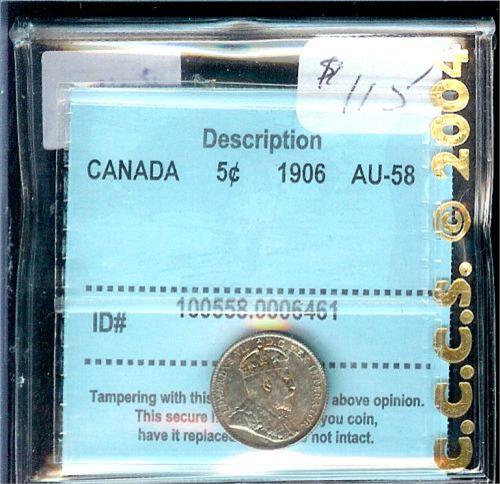 $115
C.C.C.S. © 2004
Description
CANADA 5¢ 1906 AU-58
100558.0006461
ID#
Tampering with this above opinion.
This secure you coin,
have it replace not intact.